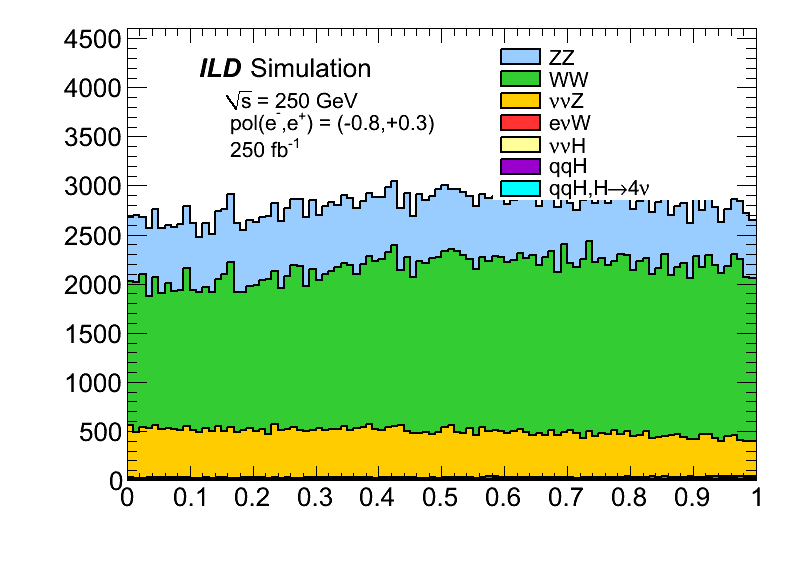 4500
4000
3500
3000
2500
2000
1500
1000
500
0
ILD Simulation
√s = 250 GeV
pol(e⁻,e⁺) = (-0.8,+0.3)
250 fb⁻¹
ZZ
WW
ννZ
eνW
ννH
qqH
qqH,H→4ν
0 0.1 0.2 0.3 0.4 0.5 0.6 0.7 0.8 0.9 1